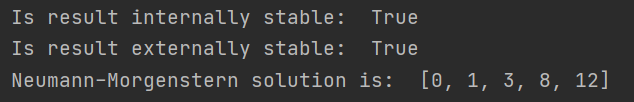 Is result internally stable:  True
Is result externally stable:  True
Neumann-Morgenstern solution is:  [0, 1, 3, 8, 12]